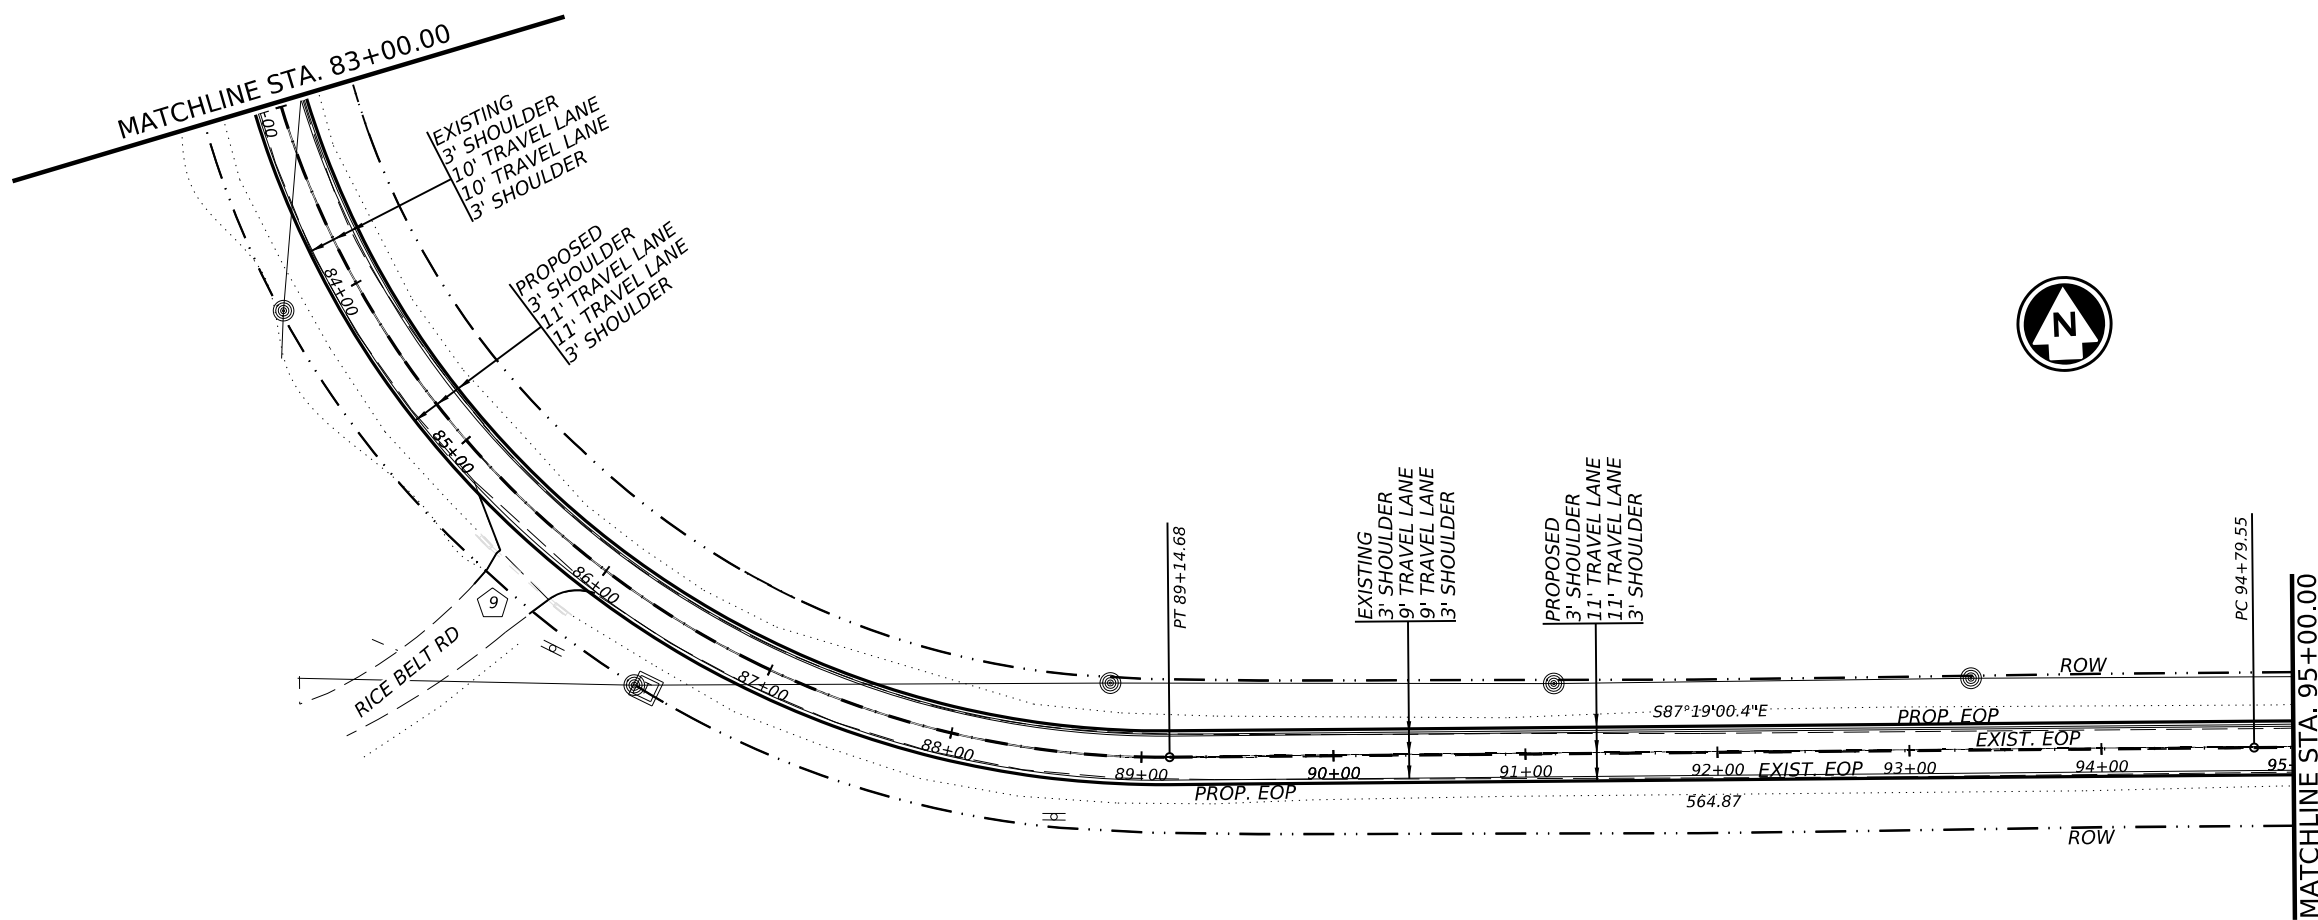 MATCHLINE STA. 83+00.00
+00
EXISTING
3' SHOULDER
10' TRAVEL LANE
10' TRAVEL LANE
3' SHOULDER
PROPOSED
3' SHOULDER
11' TRAVEL LANE
11' TRAVEL LANE
3' SHOULDER
84+00
85+00
86+00
9
RICE BELT RD
87+00
88+00
89+00
PT 89+14.68
EXISTING
3' SHOULDER
9' TRAVEL LANE
9' TRAVEL LANE
3' SHOULDER
PROPOSED
3' SHOULDER
11' TRAVEL LANE
11' TRAVEL LANE
3' SHOULDER
N
PC 94+79.55
ROW
S87°19'00.4"E
PROP. EOP
EXIST. EOP
90+00
91+00
92+00
EXIST. EOP
93+00
94+00
95+
PROP. EOP
564.87
ROW
MATCHLINE STA. 95+00.00